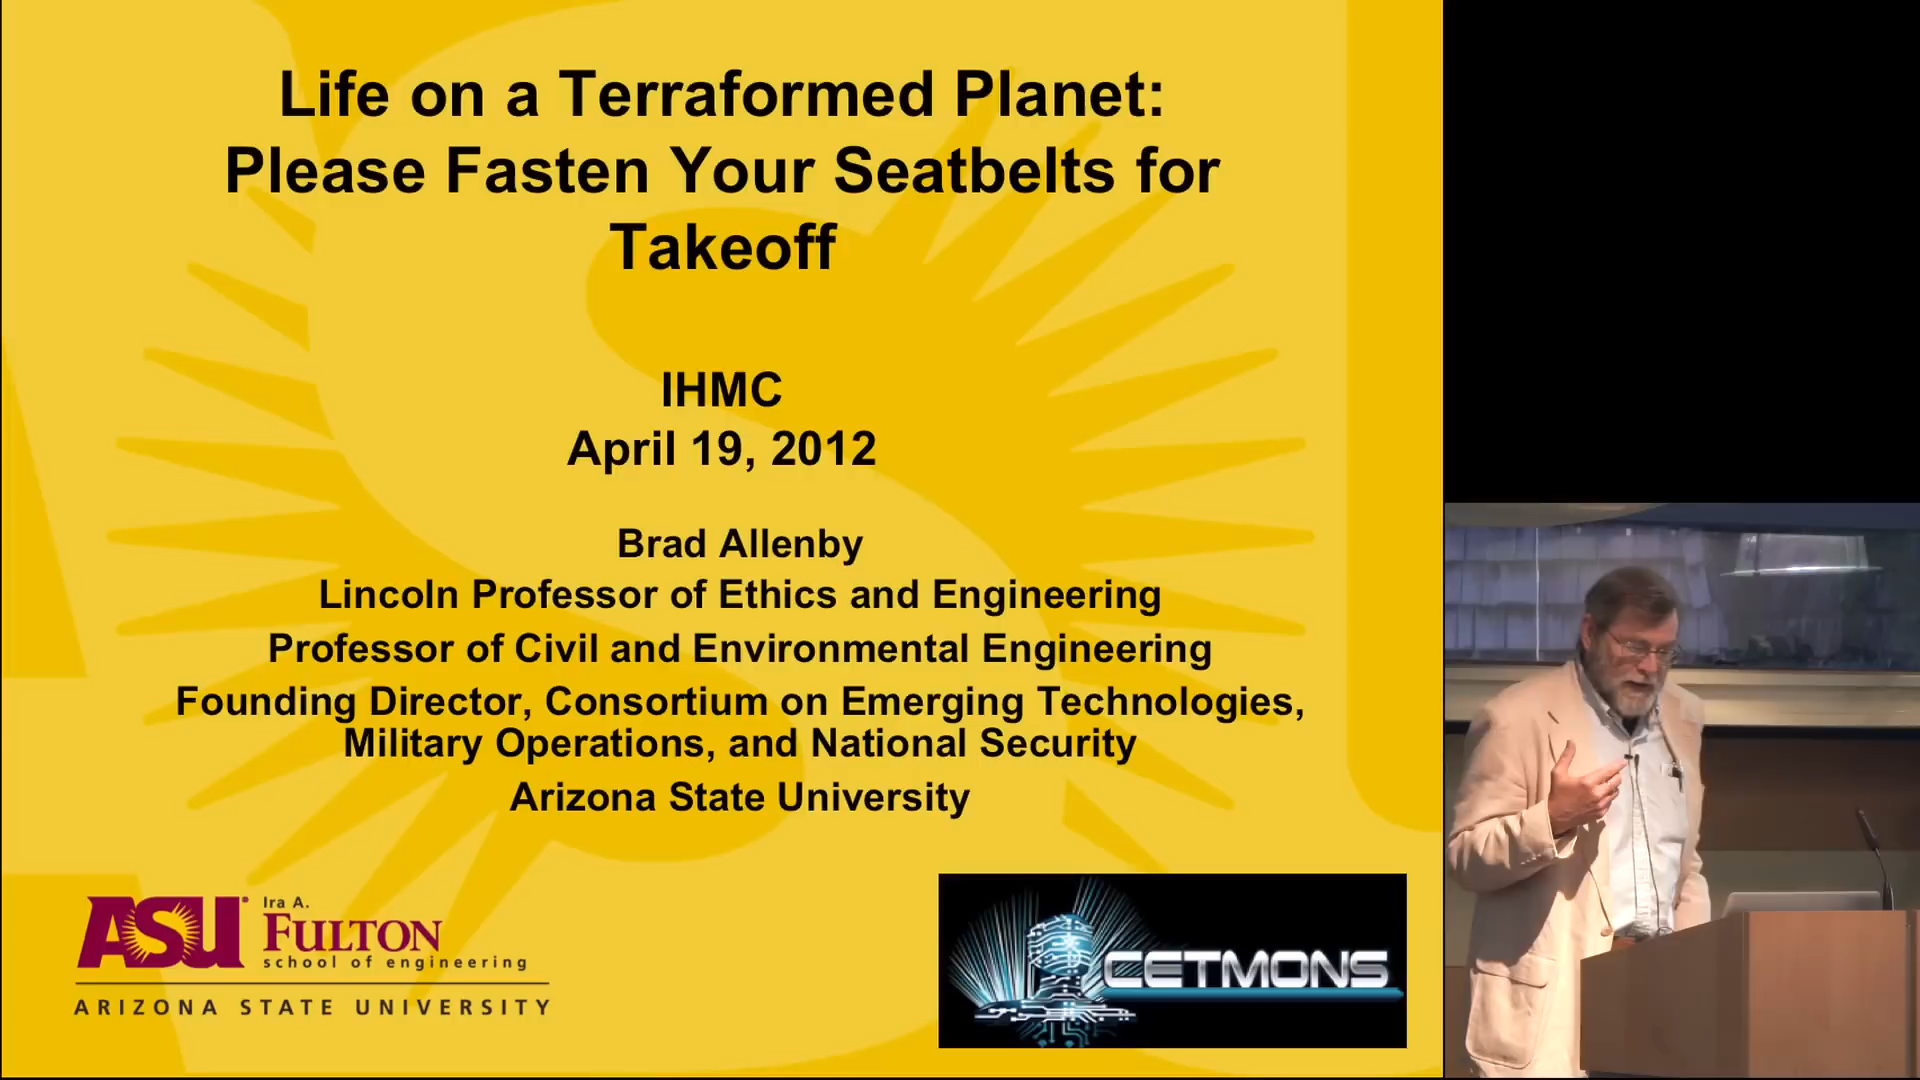 Life on a Terraformed Planet:
Please Fasten Your Seatbelts for
Takeoff
IHMC
April 19, 2012
Brad Allenby
Lincoln Professor of Ethics and Engineering
Professor of Civil and Environmental Engineering
Founding Director, Consortium on Emerging Technologies,
Military Operations, and National Security
Arizona State University
ASU
Ira A.
FULTON
school of engineering
ARIZONA STATE UNIVERSITY
CETMONS